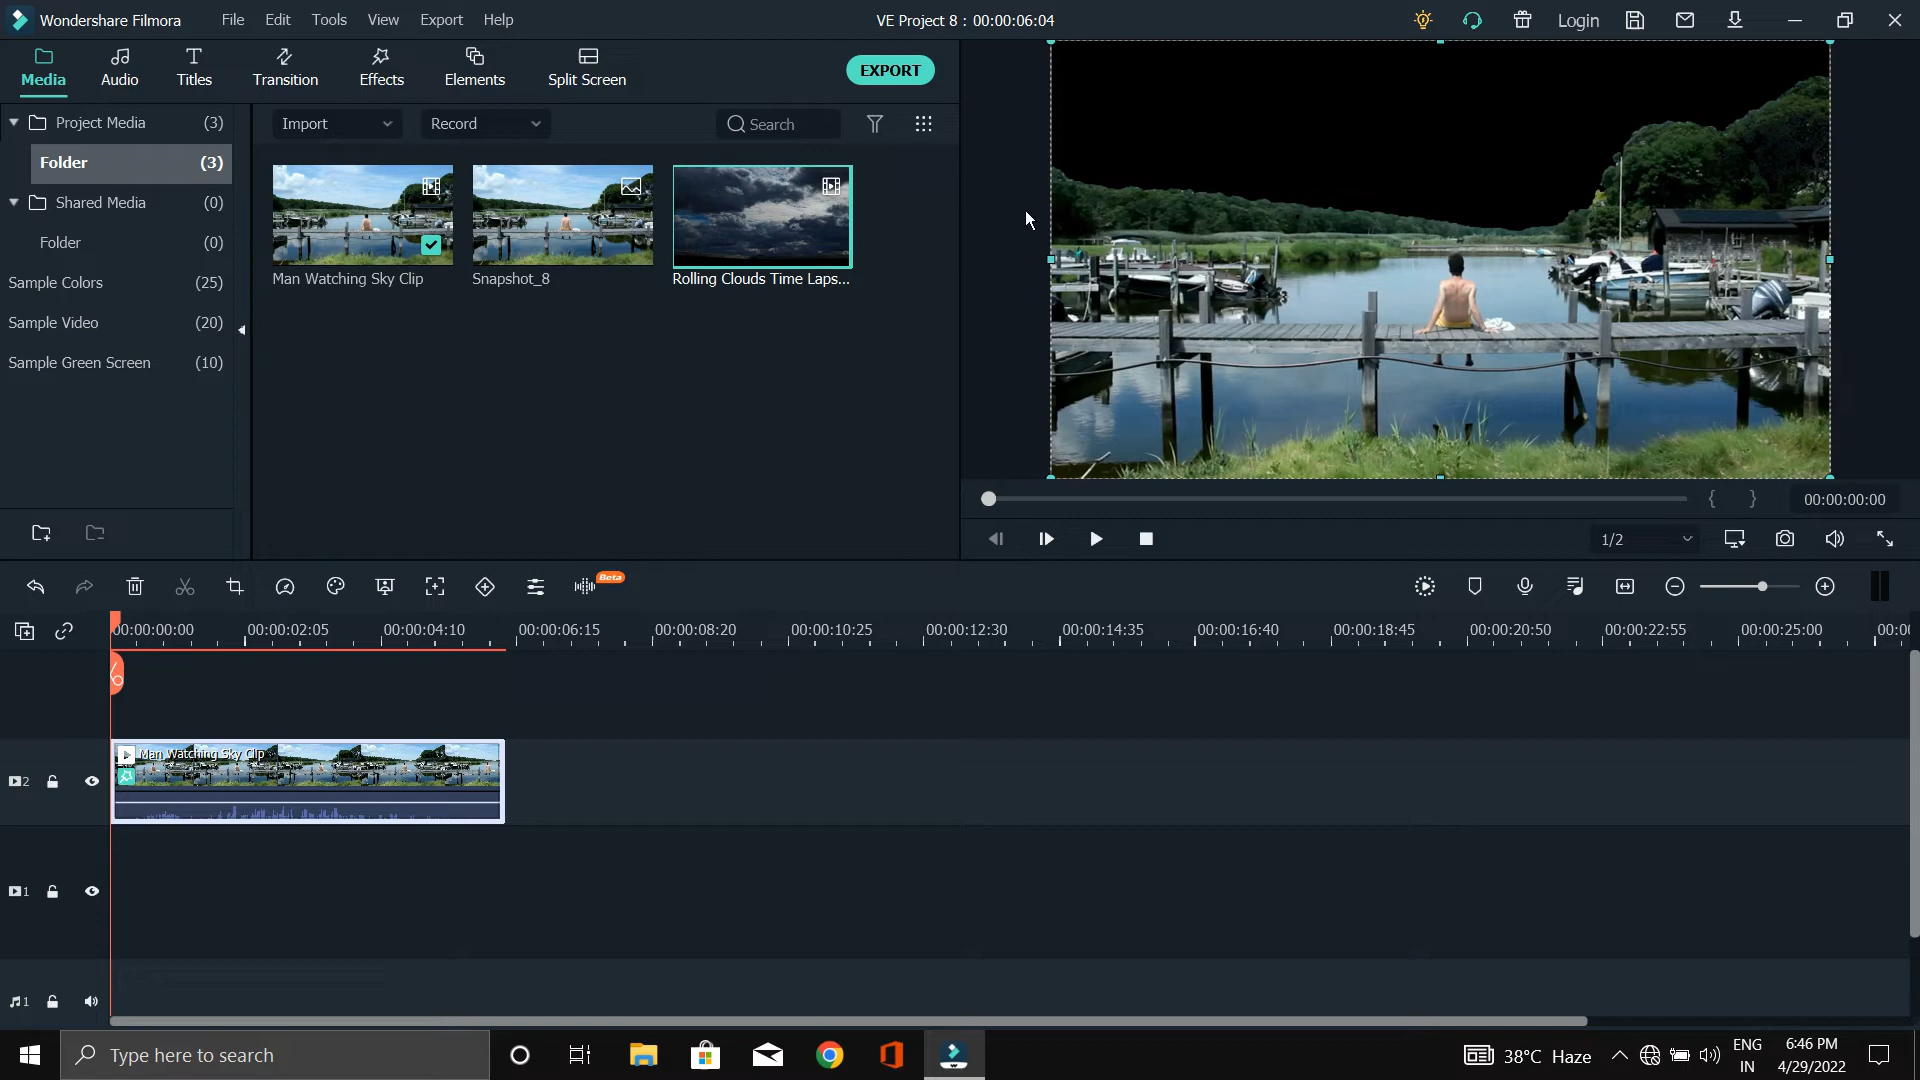 Wondershare Filmora File Edit Tools View Export Help VE Project 8 : 00:00:06:04 Login
Media Audio Titles Transition Effects Elements Split Screen EXPORT
Project Media (3) Import Record Search
Folder (3)
Shared Media (0)
Folder (0)
Sample Colors (25) Man Watching Sky Clip Snapshot_8 Rolling Clouds Time Laps...
Sample Video (20)
Sample Green Screen (10)
{ } 00:00:00:00
1/2
Beta
00:00:00:00 00:00:02:05 00:00:04:10 00:00:06:15 00:00:08:20 00:00:10:25 00:00:12:30 00:00:14:35 00:00:16:40 00:00:18:45 00:00:20:50 00:00:22:55 00:00:25:00 00:0
Man Watching Sky Clip
2
1
1
Type here to search 38°C Haze ENG 6:46 PM
IN 4/29/2022